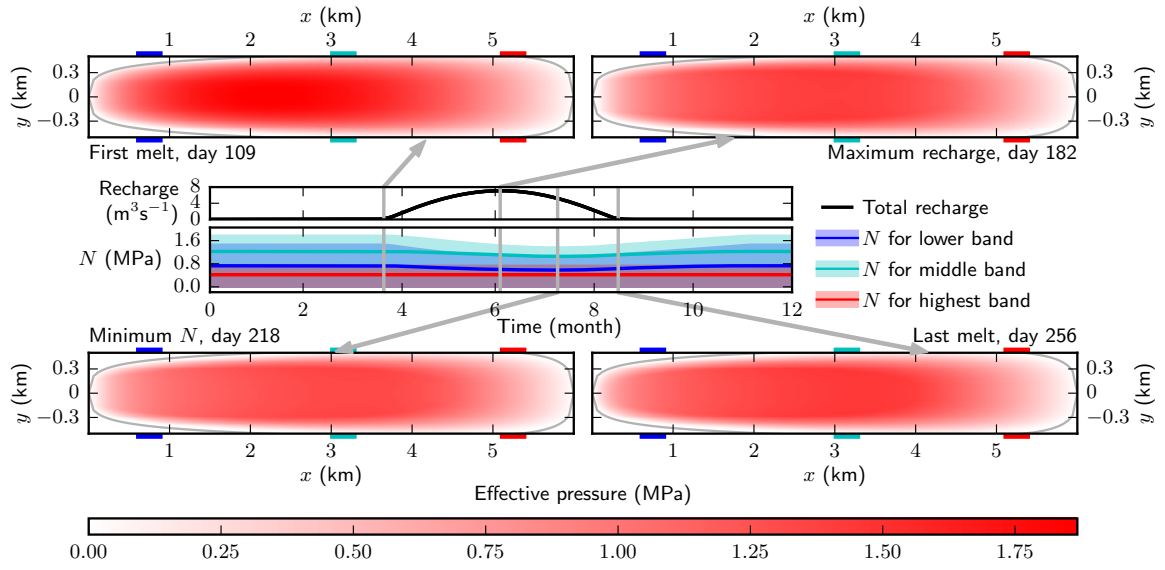 x (km)
1 2 3 4 5
1 2 3 4 5
y (km)
0.3
0
−0.3
0.3
0
−0.3
y (km)
First melt, day 109
Maximum recharge, day 182
Recharge
(m³s⁻¹)
8
4
0
Total recharge
N (MPa)
1.6
0.8
0.0
N for lower band
N for middle band
N for highest band
0 2 4 6 8 10 12
Time (month)
Minimum N, day 218
Last melt, day 256
y (km)
0.3
0
−0.3
0.3
0
−0.3
y (km)
1 2 3 4 5
1 2 3 4 5
x (km)
x (km)
x (km)
Effective pressure (MPa)
0.00 0.25 0.50 0.75 1.00 1.25 1.50 1.75